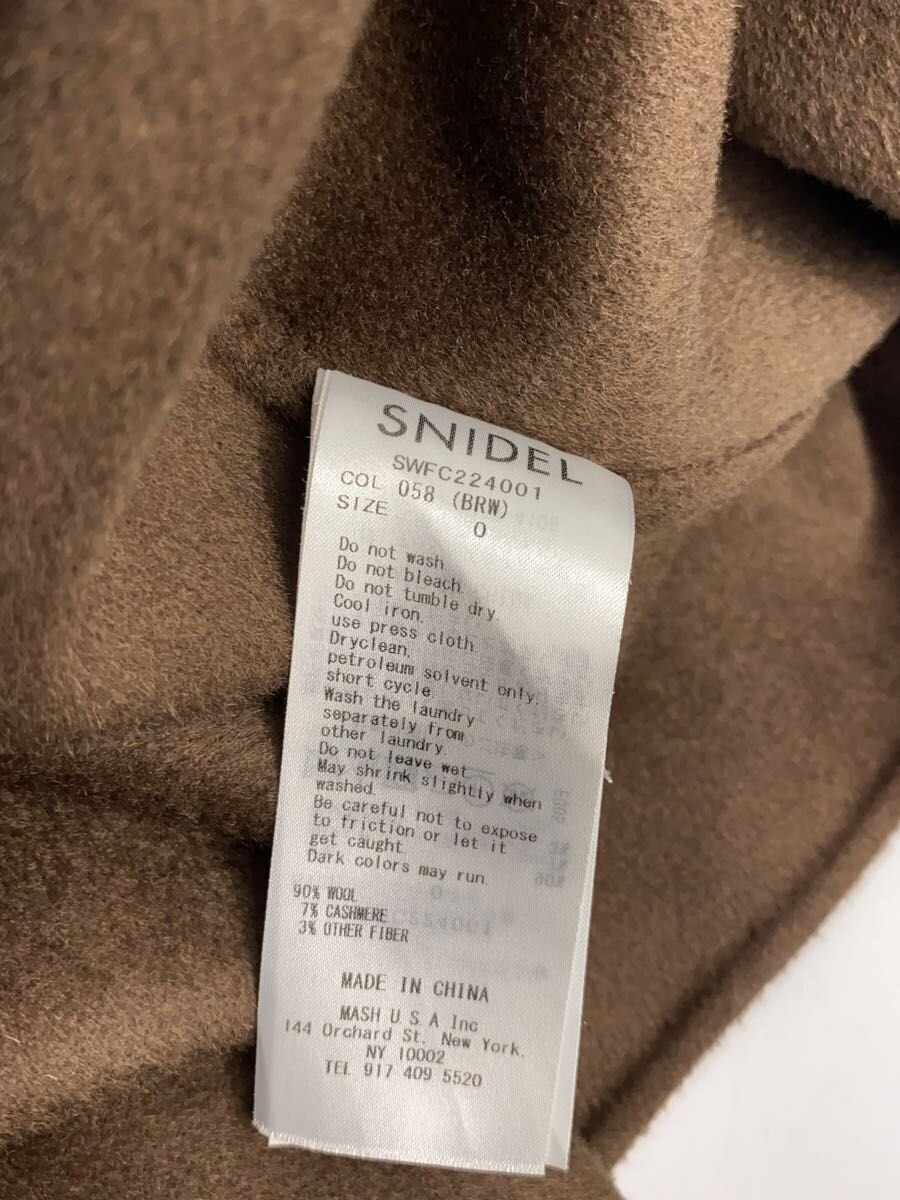 SNIDEL
SWFC224001
COL 058 (BRW)
SIZE 0
Do not wash
Do not bleach.
Do not tumble dry.
Cool iron.
use press cloth
Dryclean,
petroleum solvent only.
short cycle.
Wash the laundry
separately from
other laundry.
Do not leave wet
May shrink slightly when
washed.
Be careful not to expose
to friction or let it
get caught.
Dark colors may run.
90% WOOL
7% CASHMERE
3% OTHER FIBER
MADE IN CHINA
MASH U S A Inc
144 Orchard St. New York.
NY 10002
TEL 917 409 5520